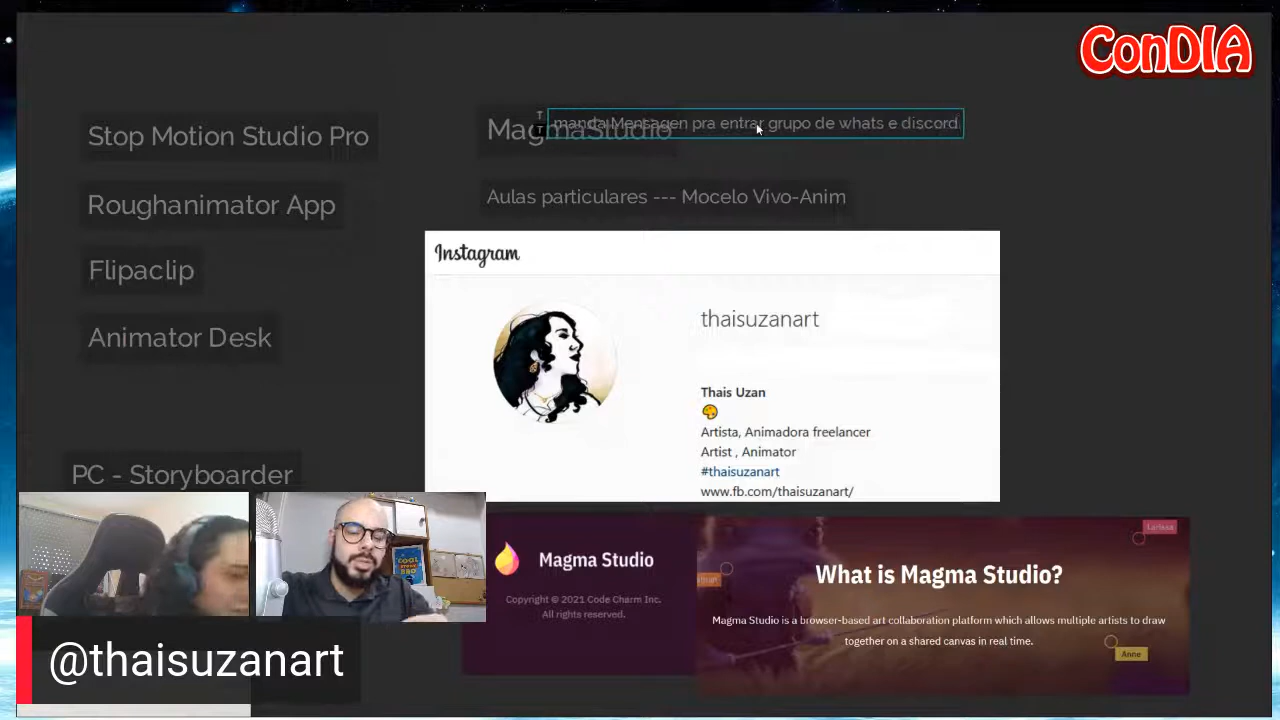 ConDIA
Stop Motion Studio Pro
Roughanimator App
Flipaclip
Animator Desk
PC - Storyboarder
MagmaStudio
manda Mensagen pra entrar grupo de whats e discord.
Aulas particulares --- Mocelo Vivo-Anim
Instagram
thaisuzanart
Thais Uzan
Artista, Animadora freelancer
Artist , Animator
#thaisuzanart
www.fb.com/thaisuzanart/
Magma Studio
Copyright © 2021 Code Charm Inc.
All rights reserved.
Larissa
What is Magma Studio?
Magma Studio is a browser-based art collaboration platform which allows multiple artists to draw
together on a shared canvas in real time.
Anne
@thaisuzanart